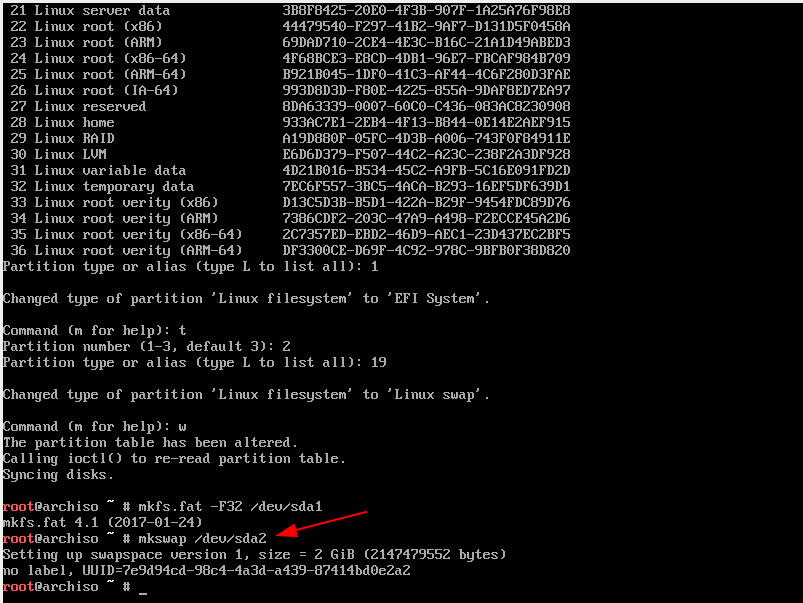 21 Linux server data 3B8F8425-20E0-4F3B-907F-1A25A76F98E8
22 Linux root (x86) 44479540-F297-41B2-9AF7-D131D5F0458A
23 Linux root (ARM) 69DAD710-2CE4-4E3C-B16C-21A1D49ABED3
24 Linux root (x86-64) 4F68BCE3-E8CD-4DB1-96E7-FBCAF984B709
25 Linux root (ARM-64) B921B045-1DF0-41C3-AF44-4C6F280D3FAE
26 Linux root (IA-64) 993D8D3D-F80E-4225-855A-9DAF8ED7EA97
27 Linux reserved 8DA63339-0007-60C0-C436-083AC8230908
28 Linux home 933AC7E1-2EB4-4F13-B844-0E14E2AEF915
29 Linux RAID A19D880F-05FC-4D3B-A006-743F0F84911E
30 Linux LVM E6D6D379-F507-44C2-A23C-238F2A3DF928
31 Linux variable data 4D21B016-B534-45C2-A9FB-5C16E091FD2D
32 Linux temporary data 7EC6F557-3BC5-4ACA-B293-16EF5DF639D1
33 Linux root verity (x86) D13C5D3B-B5D1-422A-B29F-9454FDC89D76
34 Linux root verity (ARM) 7386CDF2-203C-47A9-A498-F2ECCE45A2D6
35 Linux root verity (x86-64) 2C7357ED-EBD2-46D9-AEC1-23D437EC2BF5
36 Linux root verity (ARM-64) DF3300CE-D69F-4C92-978C-9BFB0F38D820
Partition type or alias (type L to list all): 1
Changed type of partition 'Linux filesystem' to 'EFI System'.
Command (m for help): t
Partition number (1-3, default 3): 2
Partition type or alias (type L to list all): 19
Changed type of partition 'Linux filesystem' to 'Linux swap'.
Command (m for help): w
The partition table has been altered.
Calling ioctl() to re-read partition table.
Syncing disks.
root@archiso ~ # mkfs.fat -F32 /dev/sda1
mkfs.fat 4.1 (2017-01-24)
root@archiso ~ # mkswap /dev/sda2
Setting up swapspace version 1, size = 2 GiB (2147479552 bytes)
no label, UUID=7e9d94cd-98c4-4a3d-a439-87414bd0e2a2
root@archiso ~ # _